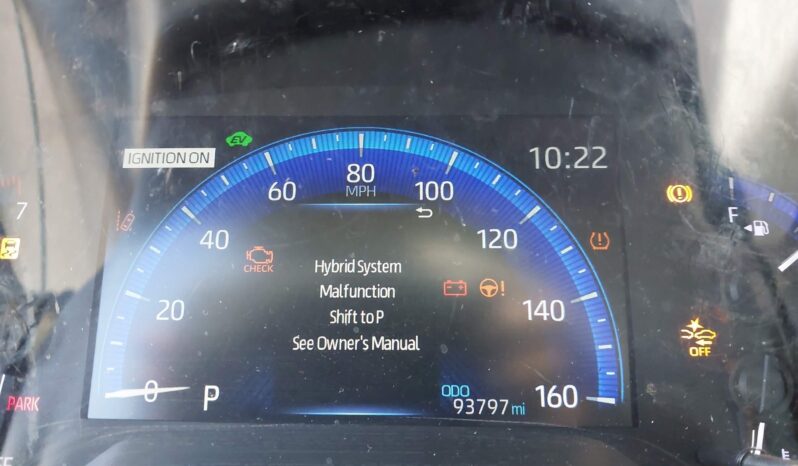 EV
IGNITION ON
10:22
80
MPH
60
100
7
F
40
120
CHECK
Hybrid System
Malfunction
Shift to P
See Owner's Manual
20
140
OFF
0
P
ODO
93797 mi
160
PARK